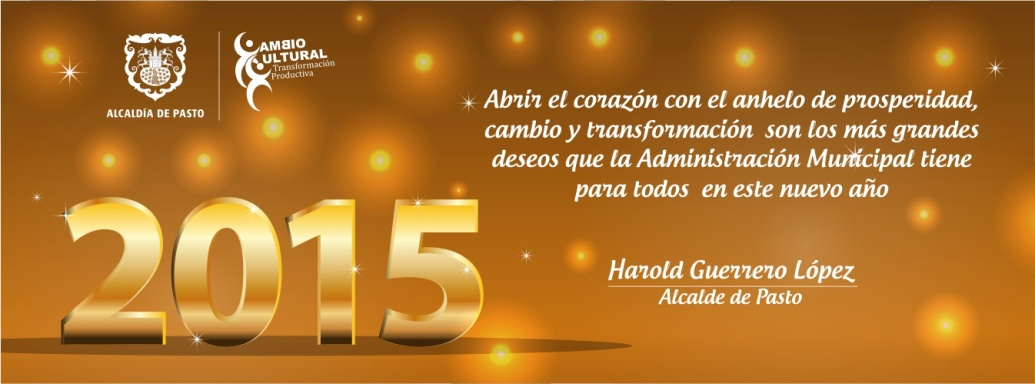 ALCALDÍA DE PASTO
CAMBIO
CULTURAL
Transformación
Productiva
Abrir el corazón con el anhelo de prosperidad,
cambio y transformación son los más grandes
deseos que la Administración Municipal tiene
para todos en este nuevo año
2015
Harold Guerrero López
Alcalde de Pasto